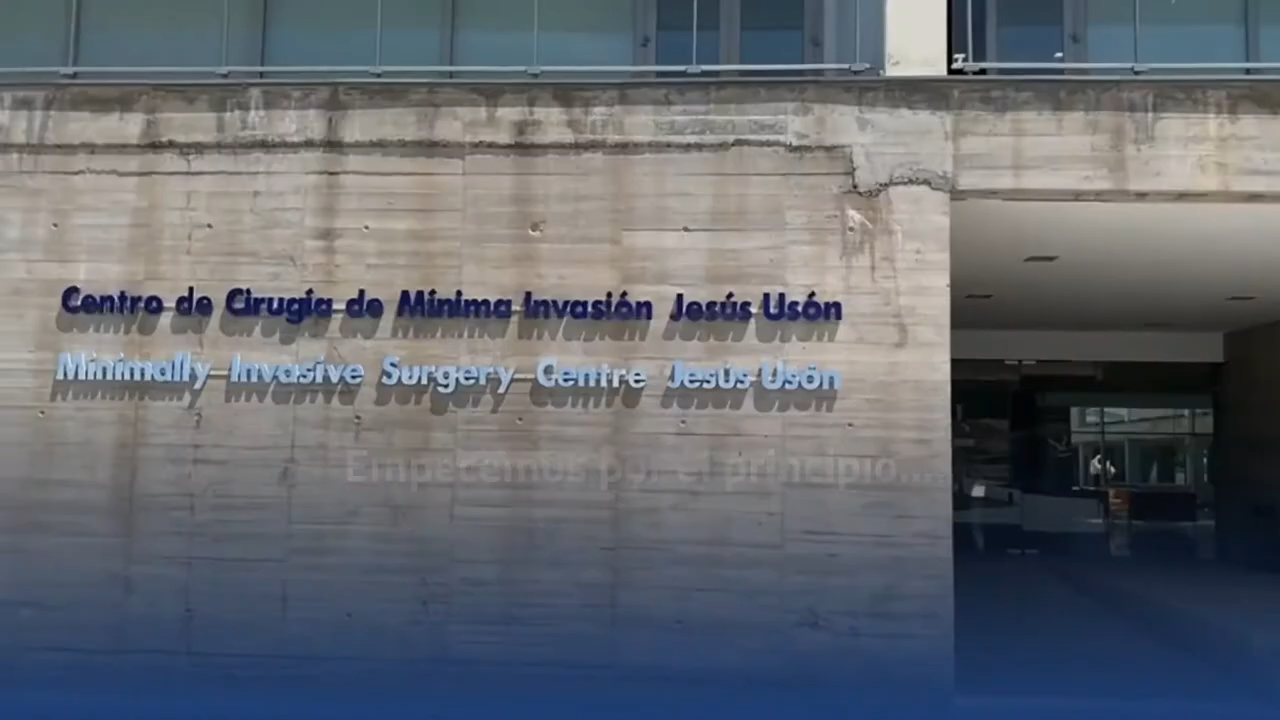 Centro de Cirugía de Mínima Invasión Jesús Usón
Minimally Invasive Surgery Centre Jesús Usón
Empecemos por el principio....